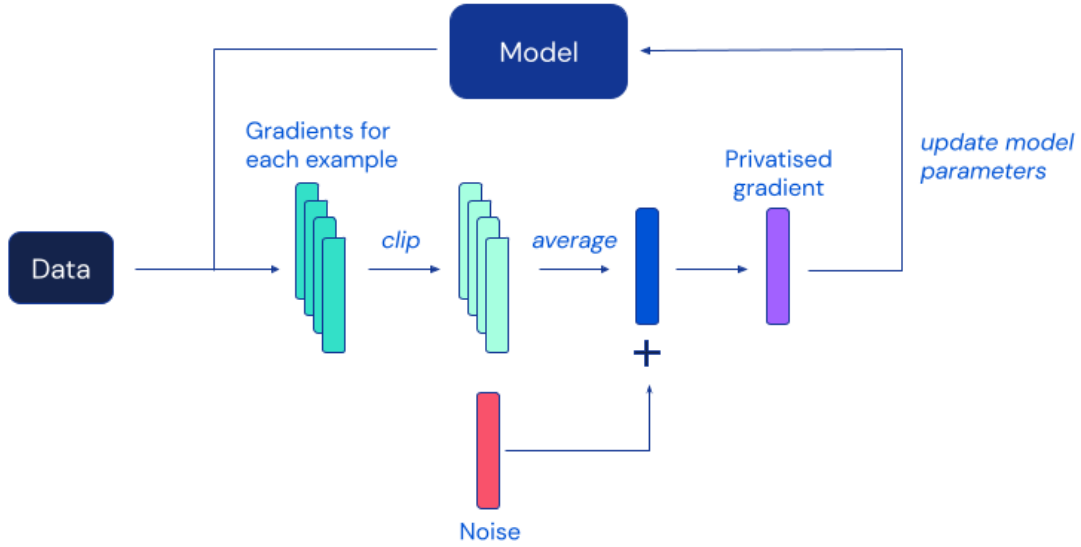 Model
Gradients for
each example
update model
parameters
Privatised
gradient
Data
clip
average
+
Noise